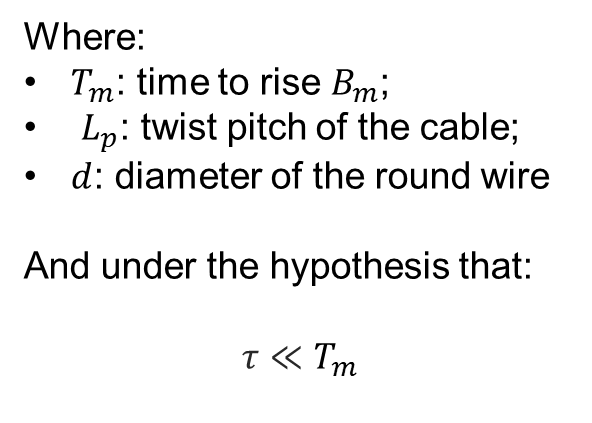 Where:
• Tₘ: time to rise Bₘ;
• Lₚ: twist pitch of the cable;
• d: diameter of the round wire
And under the hypothesis that:
τ ≪ Tₘ